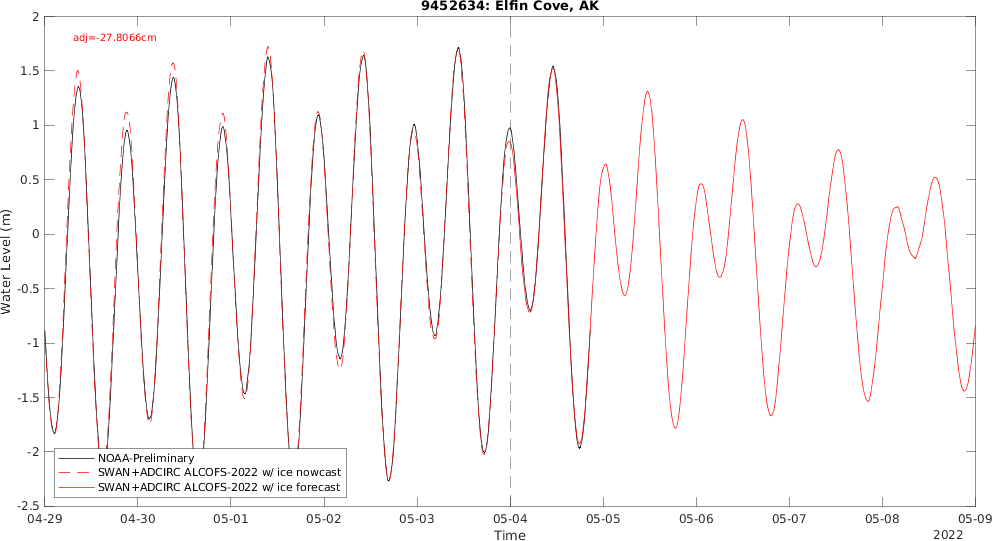 9452634: Elfin Cove, AK
adj=-27.8066cm
2
1.5
1
0.5
0
-0.5
-1
-1.5
-2
-2.5
Water Level (m)
NOAA-Preliminary
SWAN+ADCIRC ALCOFS-2022 w/ ice nowcast
SWAN+ADCIRC ALCOFS-2022 w/ ice forecast
04-29 04-30 05-01 05-02 05-03 05-04 05-05 05-06 05-07 05-08 05-09
Time
2022